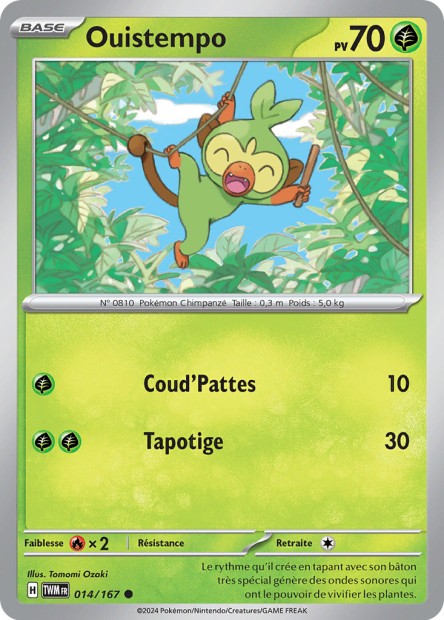 BASE Ouistempo PV 70
N° 0810 Pokémon Chimpanzé Taille : 0,3 m Poids : 5,0 kg
Coud'Pattes 10
Tapotige 30
Faiblesse ×2 Résistance Retraite
Illus. Tomomi Ozaki
H TWM FR 014/167
Le rythme qu'il crée en tapant avec son bâton
très spécial génère des ondes sonores qui
ont le pouvoir de vivifier les plantes.
©2024 Pokémon/Nintendo/Creatures/GAME FREAK